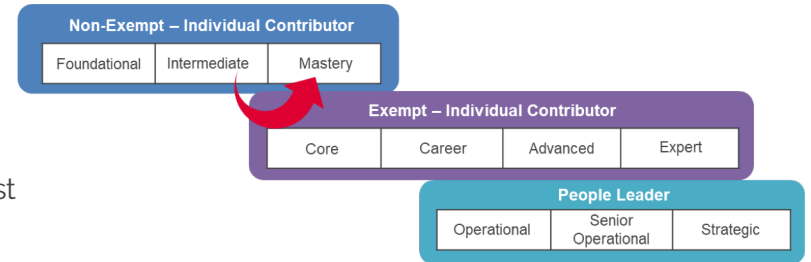 Non-Exempt – Individual Contributor
Foundational Intermediate Mastery
Exempt – Individual Contributor
Core Career Advanced Expert
st
People Leader
Operational Senior Operational Strategic